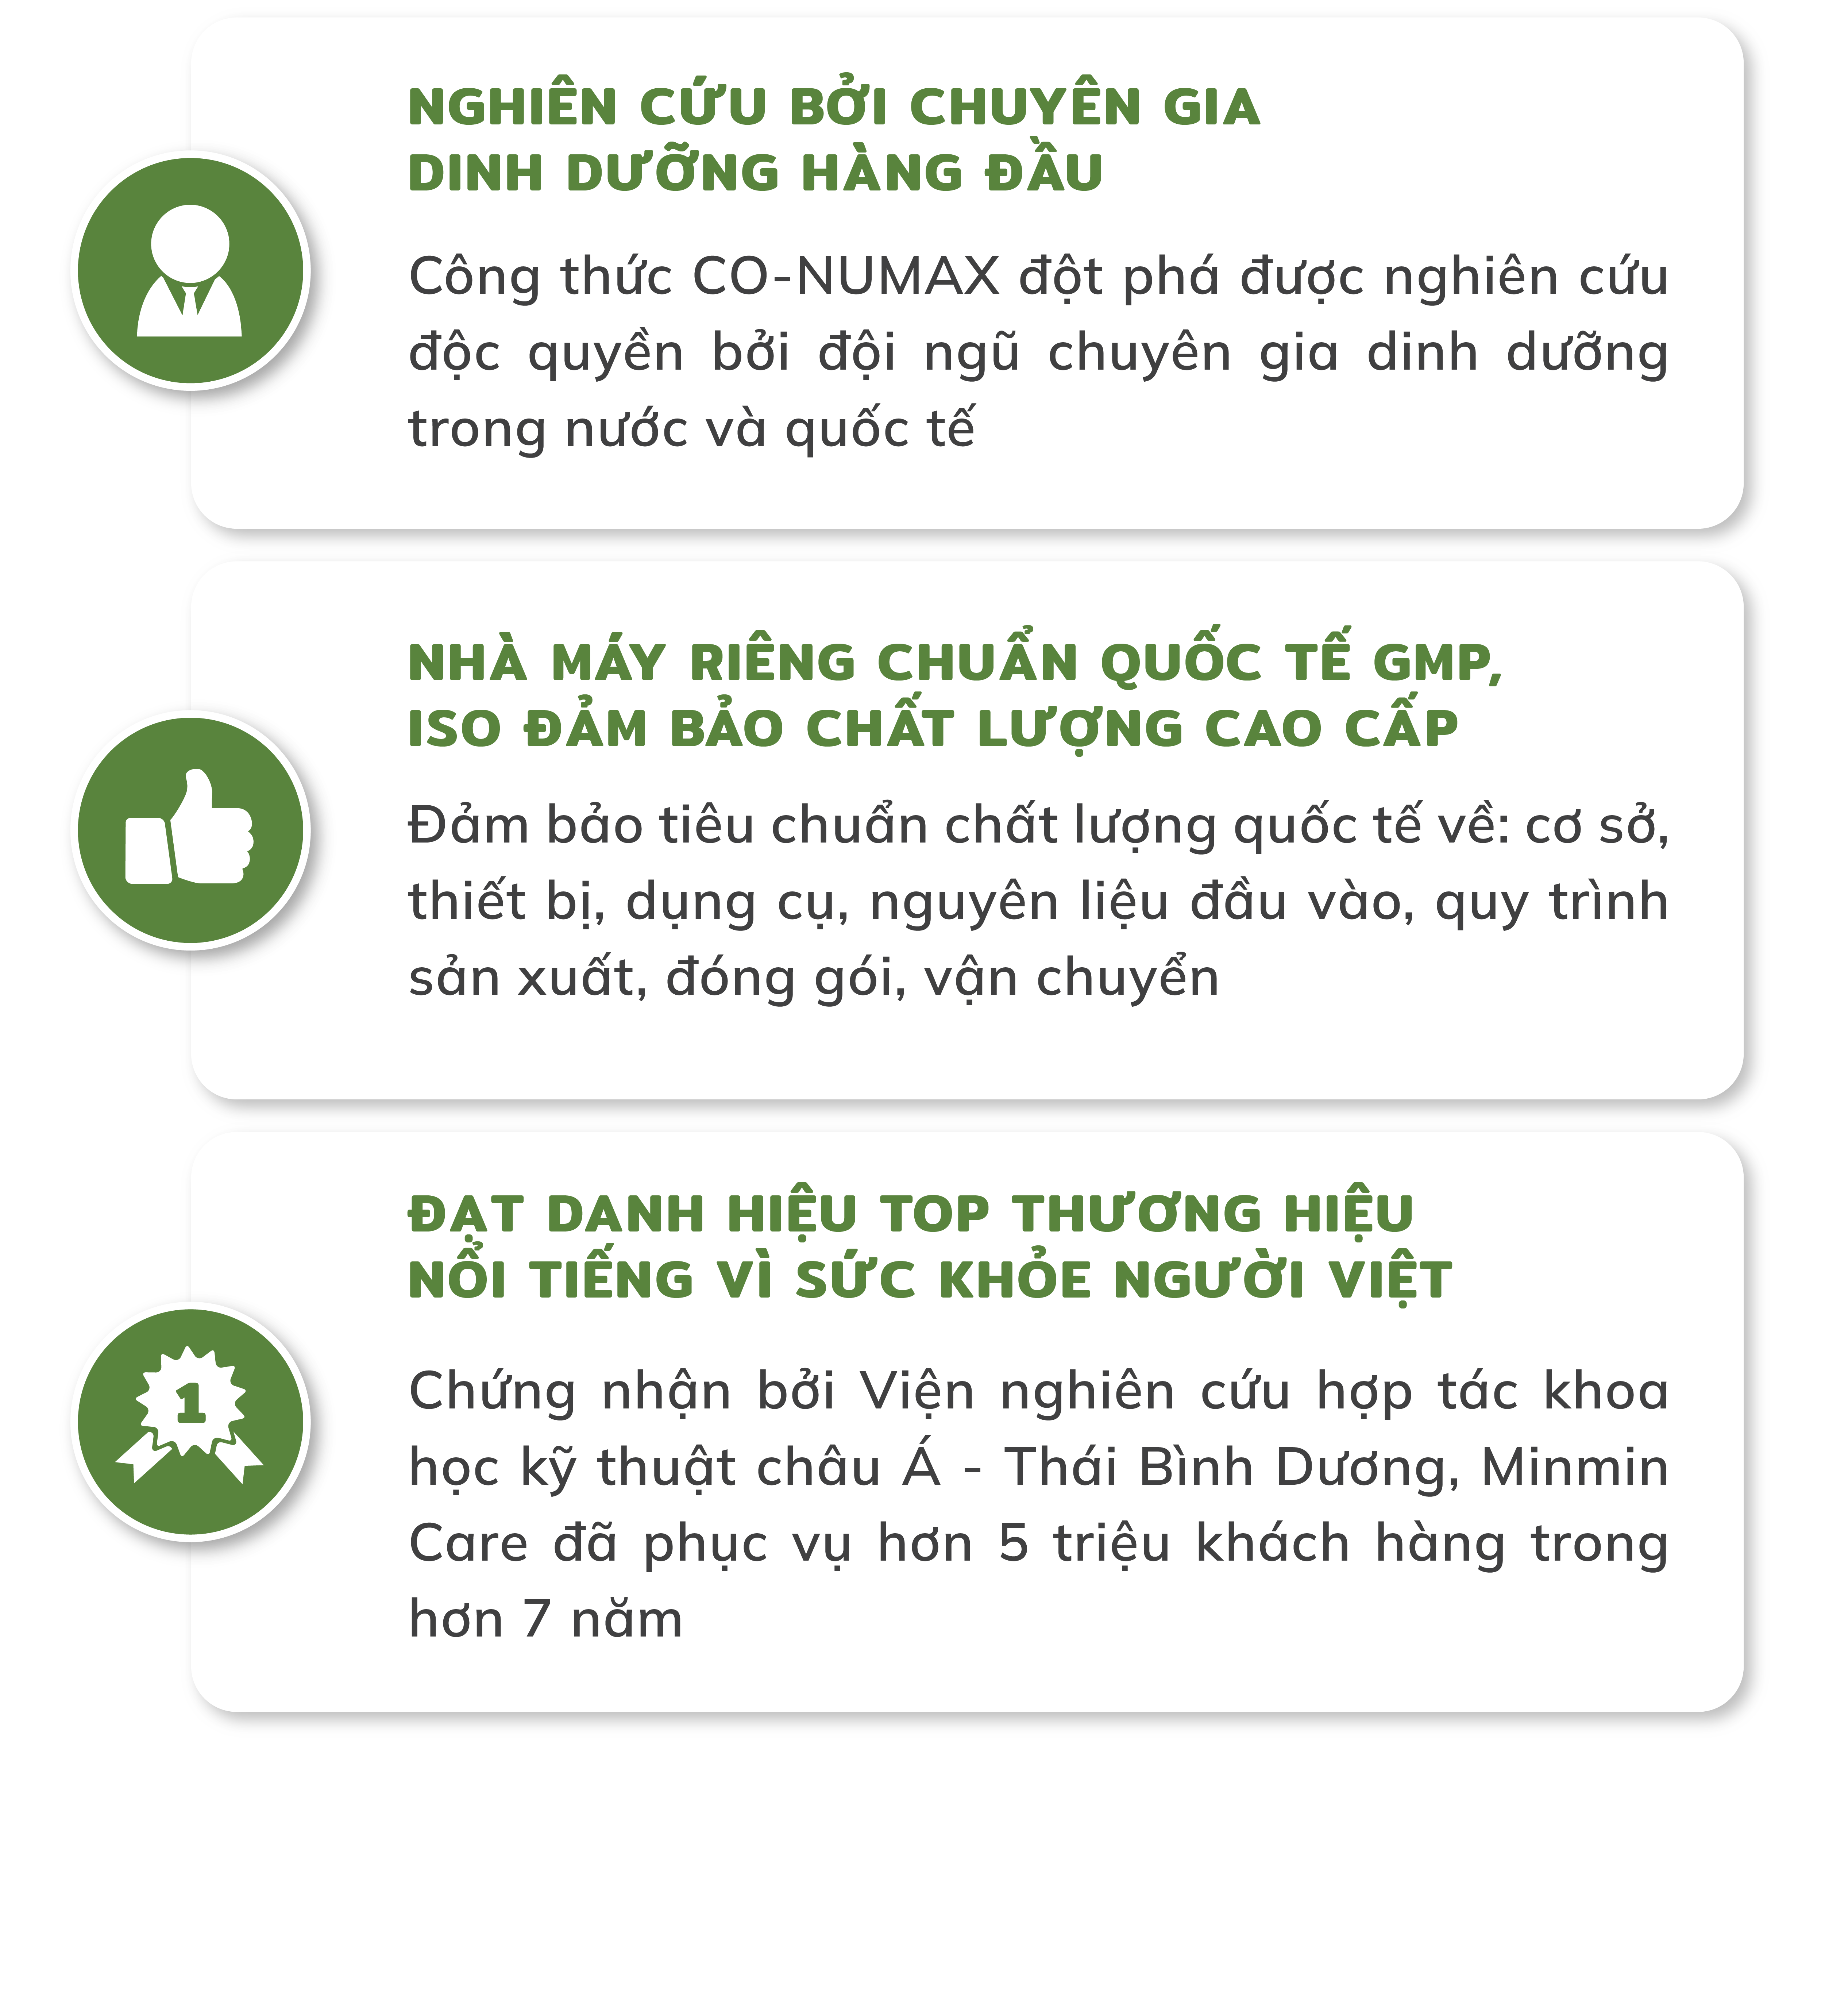 NGHIÊN CỨU BỞI CHUYÊN GIA
DINH DƯỠNG HÀNG ĐẦU
Công thức CO-NUMAX đột phá được nghiên cứu
độc quyền bởi đội ngũ chuyên gia dinh dưỡng
trong nước và quốc tế
NHÀ MÁY RIÊNG CHUẨN QUỐC TẾ GMP,
ISO ĐẢM BẢO CHẤT LƯỢNG CAO CẤP
Đảm bảo tiêu chuẩn chất lượng quốc tế về: cơ sở,
thiết bị, dụng cụ, nguyên liệu đầu vào, quy trình
sản xuất, đóng gói, vận chuyển
ĐẠT DANH HIỆU TOP THƯƠNG HIỆU
NỔI TIẾNG VÌ SỨC KHỎE NGƯỜI VIỆT
1
Chứng nhận bởi Viện nghiên cứu hợp tác khoa
học kỹ thuật châu Á - Thái Bình Dương, Minmin
Care đã phục vụ hơn 5 triệu khách hàng trong
hơn 7 năm